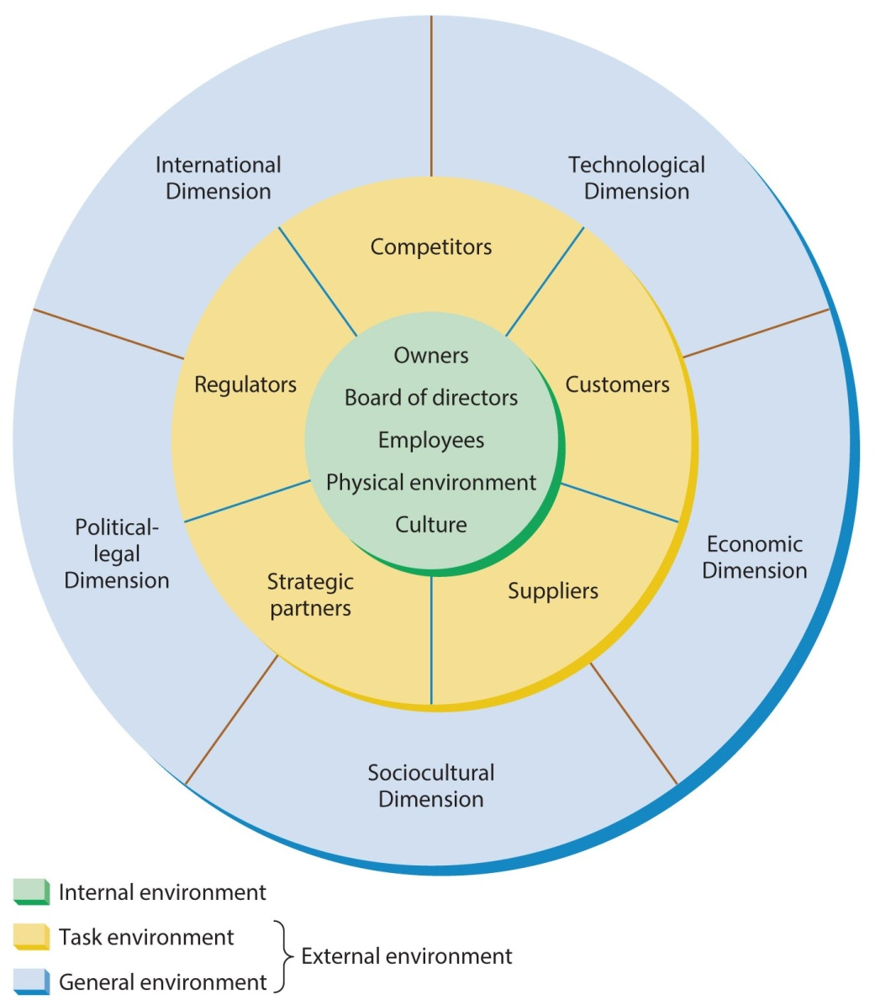 International
Dimension
Technological
Dimension
Competitors
Owners
Board of directors
Employees
Physical environment
Culture
Regulators
Customers
Political-
legal
Dimension
Strategic
partners
Suppliers
Economic
Dimension
Sociocultural
Dimension
Internal environment
Task environment
External environment
General environment